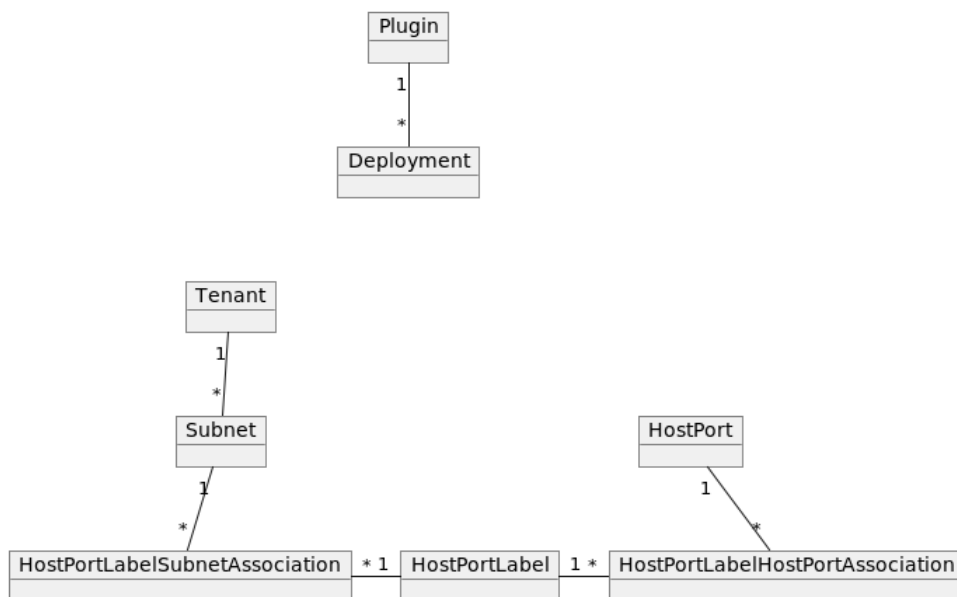 Plugin
1
*
Deployment
Tenant
1
*
Subnet
HostPort
1
1
*
*
HostPortLabelSubnetAssociation
* 1
HostPortLabel
1 *
HostPortLabelHostPortAssociation